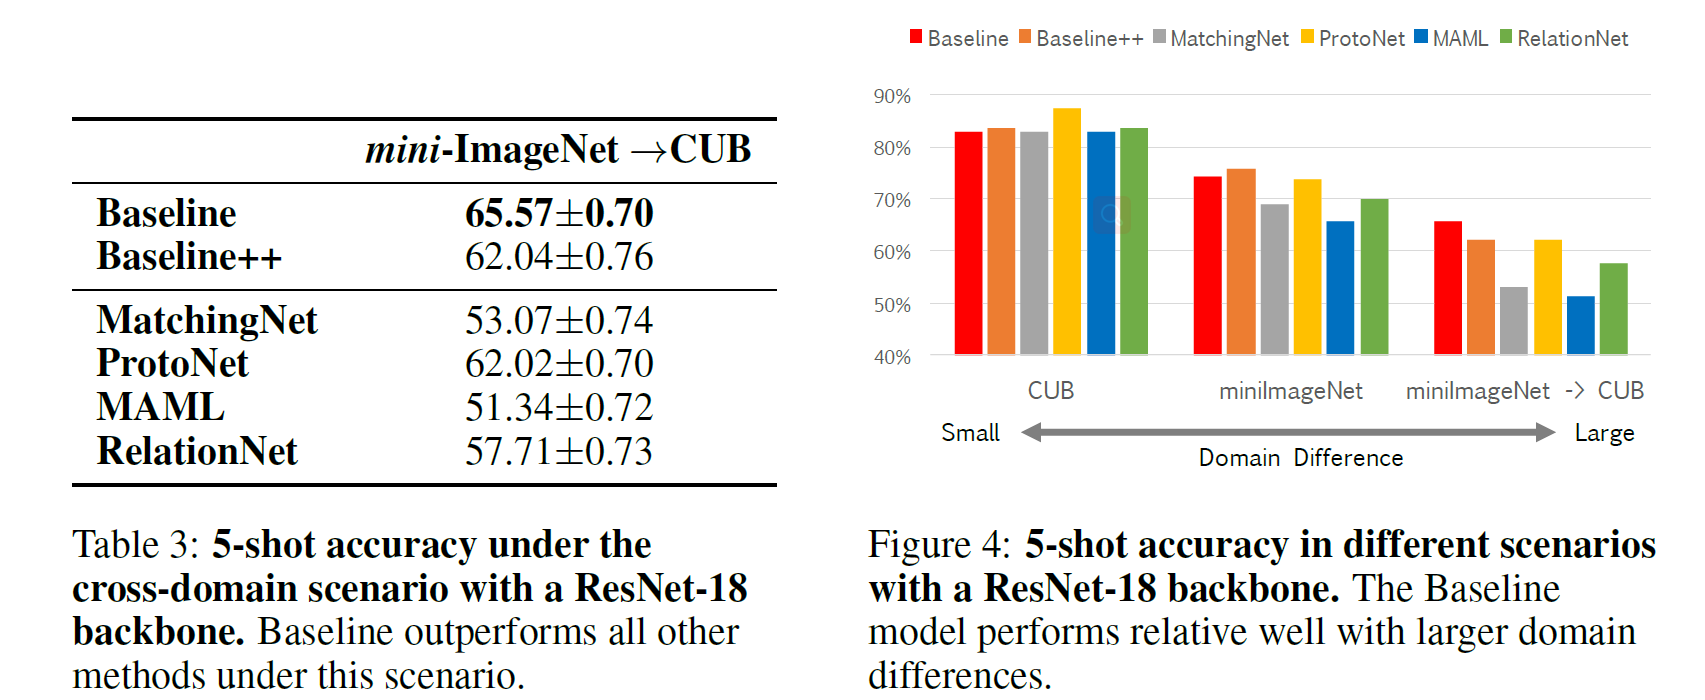 mini-ImageNet →CUB
Baseline 65.57±0.70
Baseline++ 62.04±0.76
MatchingNet 53.07±0.74
ProtoNet 62.02±0.70
MAML 51.34±0.72
RelationNet 57.71±0.73
Table 3: 5-shot accuracy under the
cross-domain scenario with a ResNet-18
backbone. Baseline outperforms all other
methods under this scenario.
Baseline Baseline++ MatchingNet ProtoNet MAML RelationNet
90%
80%
70%
60%
50%
40%
CUB miniImageNet miniImageNet -> CUB
Small Large
Domain Difference
Figure 4: 5-shot accuracy in different scenarios
with a ResNet-18 backbone. The Baseline
model performs relative well with larger domain
differences.